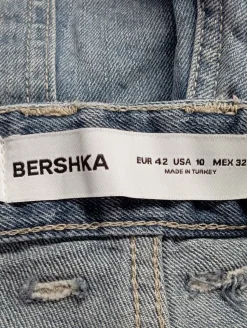 BERSHKA
EUR 42 USA 10 MEX 32
MADE IN TURKEY